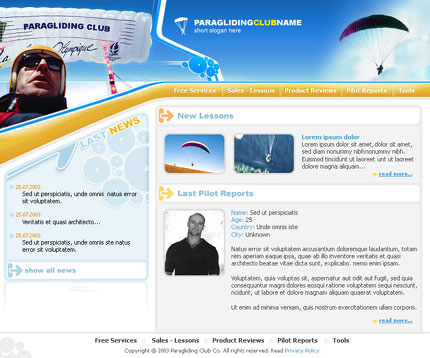 PARAGLIDING CLUB
Olympique
PARAGLIDINGCLUBNAME
short slogan here
Free Services
Sales - Lessons
Product Reviews
Pilot Reports
Tools
LAST NEWS
25.07.2003
Sed ut perspiciatis, unde omnis natus error
sit voluptatem.
25.07.2003
Veritatis et quasi architecto...
25.07.2003
Sed ut perspiciatis, unde omnis iste natus
error sit voluptatem.
show all news
New Lessons
Lorem ipsum dolor
Lorem ipsum dolor sit amet, dolor sit amet,
sed diam nonummy nibhnonummy nibh.
Euismod tincidunt ut laoreet unt ut laoreet
dolore magna aliquam...
read more...
Last Pilot Reports
Name: Sed ut perspiciatis
Age: 25
Country: Unde omnis iste
City: Unknown
Natus error sit voluptatem accusantium doloremque laudantium, totam
rem aperiam eaque ipsa, quae ab illo inventore veritatis et quasi
architecto beatae vitae dicta sunt, explicabo. nemo enim ipsam.
Voluptatem, quia voluptas sit, aspernatur aut odit aut fugit, sed quia
consequuntur magni dolores eosqui ratione voluptatem sequi nesciunt,
ncididunt, ut labore et dolore magnam aliquam quaerat voluptatem.
Ut enim ad minima veniam, quis nostrum exercitationem ullam corporis.
read more...
Free Services :: Sales - Lessons :: Product Reviews :: Pilot Reports :: Tools
Copyright © 2003 Paragliding Club Co. All rights reserved. Read Privacy Policy